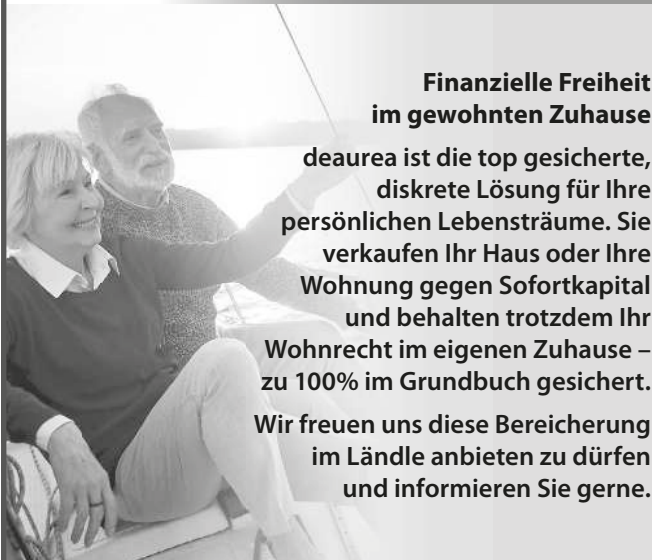 Finanzielle Freiheit
im gewohnten Zuhause
deaurea ist die top gesicherte,
diskrete Lösung für Ihre
persönlichen Lebensträume. Sie
verkaufen Ihr Haus oder Ihre
Wohnung gegen Sofortkapital
und behalten trotzdem Ihr
Wohnrecht im eigenen Zuhause –
zu 100% im Grundbuch gesichert.
Wir freuen uns diese Bereicherung
im Ländle anbieten zu dürfen
und informieren Sie gerne.